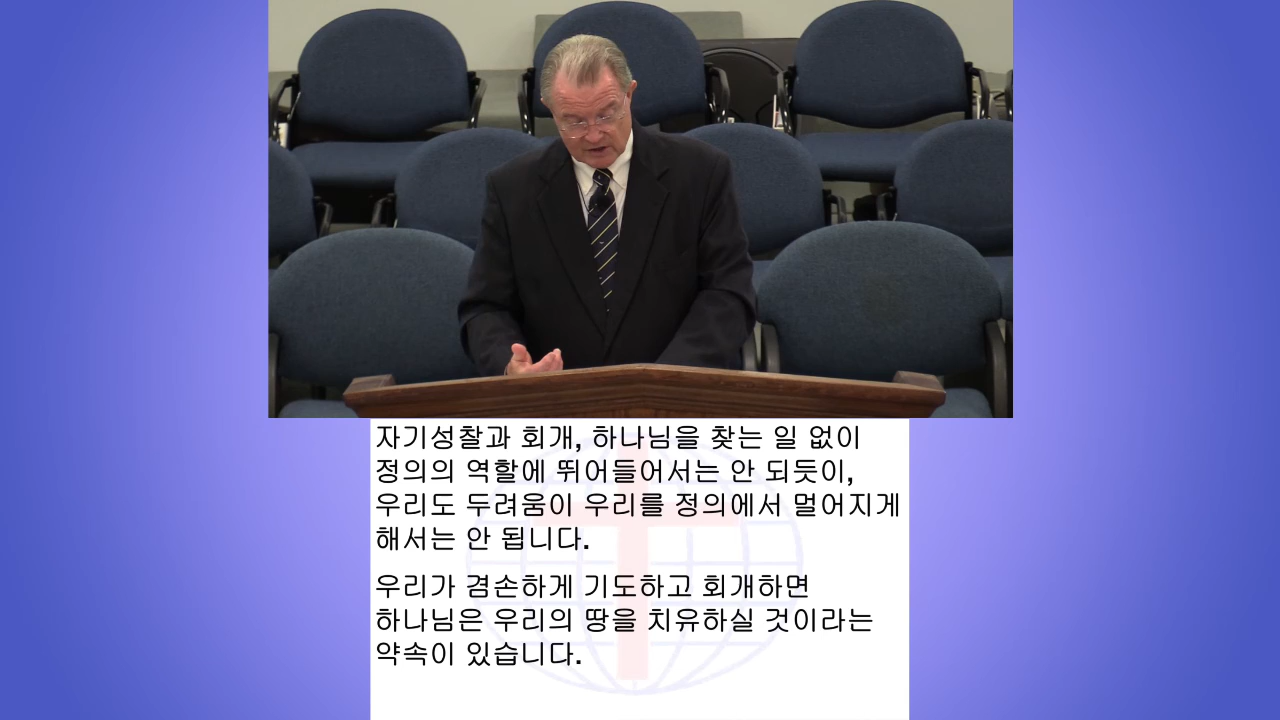 자기성찰과 회개, 하나님을 찾는 일 없이
정의의 역할에 뛰어들어서는 안 되듯이,
우리도 두려움이 우리를 정의에서 멀어지게
해서는 안 됩니다.
우리가 겸손하게 기도하고 회개하면
하나님은 우리의 땅을 치유하실 것이라는
약속이 있습니다.